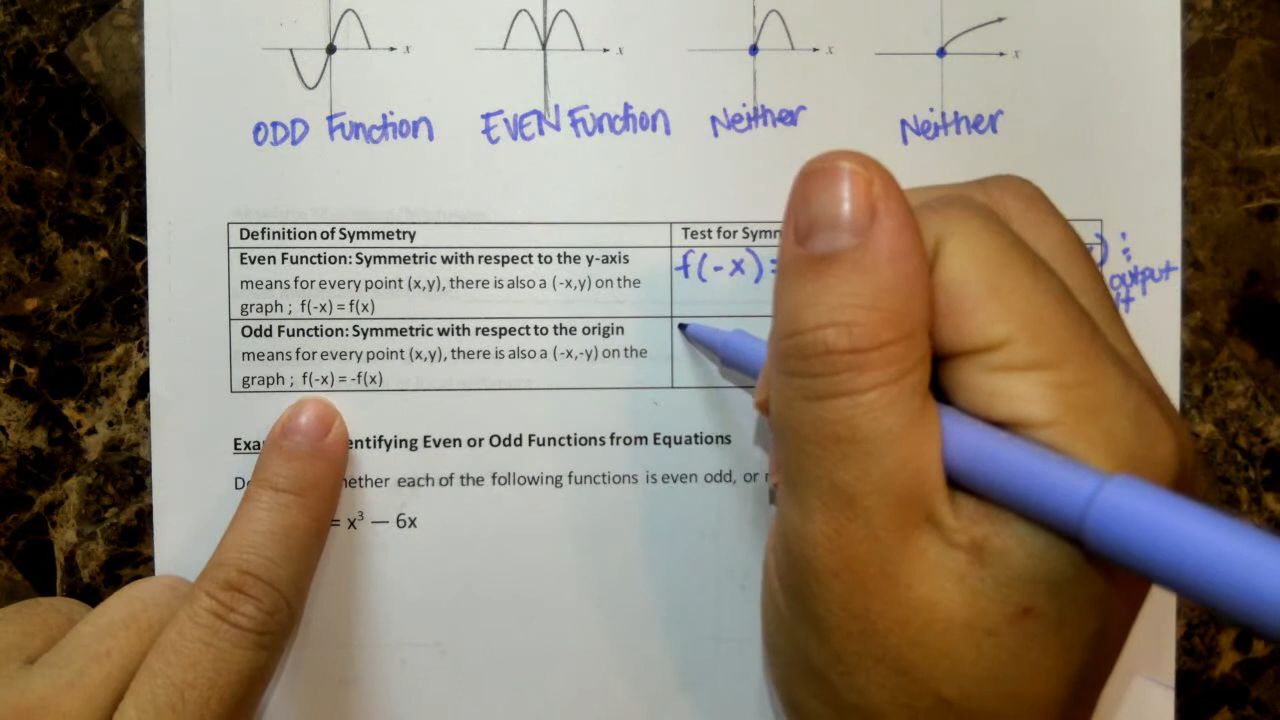 x x x x
ODD Function EVEN Function Neither Neither
Definition of Symmetry Test for Symm
Even Function: Symmetric with respect to the y-axis
means for every point (x,y), there is also a (-x,y) on the
graph ; f(-x) = f(x)
f(-x) =
) :
output
Odd Function: Symmetric with respect to the origin
means for every point (x,y), there is also a (-x,-y) on the
graph ; f(-x) = -f(x)
Exa entifying Even or Odd Functions from Equations
De hether each of the following functions is even odd, or
= x³ — 6x